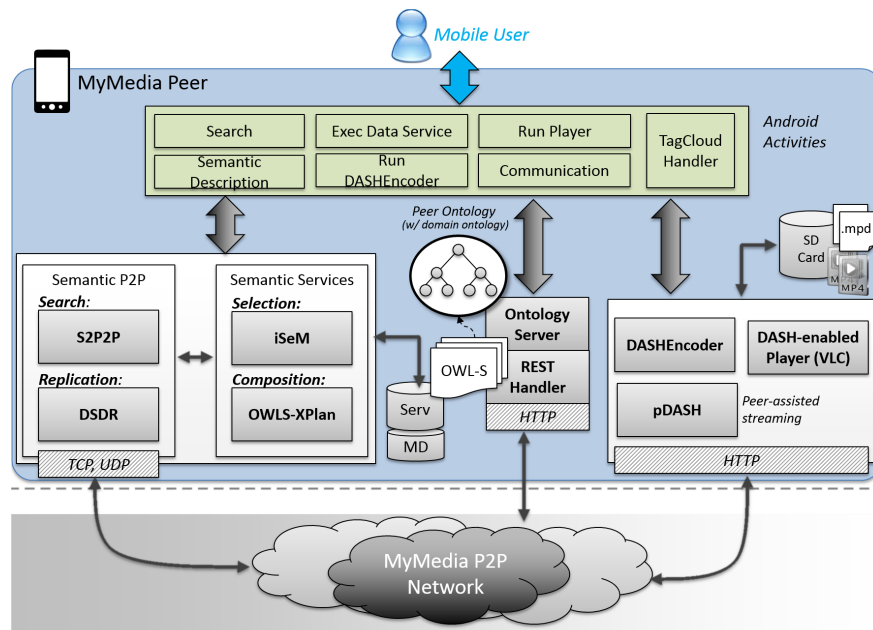 Mobile User
MyMedia Peer
Search
Exec Data Service
Run Player
TagCloud
Handler
Android
Activities
Semantic
Description
Run
DASHEncoder
Communication
Peer Ontology
(w/ domain ontology)
SD
Card
.mpd
MP4
Semantic P2P
Search:
S2P2P
Replication:
DSDR
TCP, UDP
Semantic Services
Selection:
iSeM
Composition:
OWLS-XPlan
Serv
MD
OWL-S
Ontology
Server
REST
Handler
HTTP
DASHEncoder
DASH-enabled
Player (VLC)
pDASH
Peer-assisted
streaming
HTTP
MyMedia P2P
Network